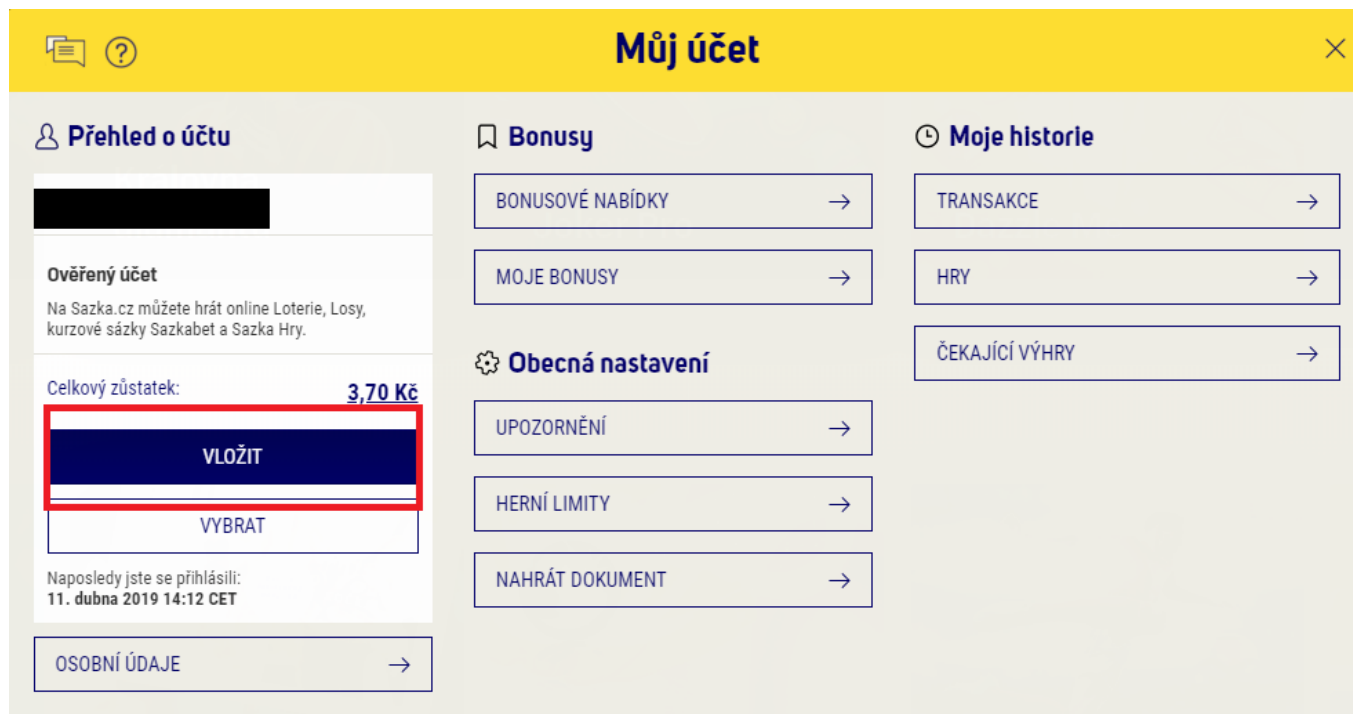 Můj účet
Přehled o účtu
Ověřený účet
Na Sazka.cz můžete hrát online Loterie, Losy,
kurzové sázky Sazkabet a Sazka Hry.
Celkový zůstatek: 3,70 Kč
VLOŽIT
VYBRAT
Naposledy jste se přihlásili:
11. dubna 2019 14:12 CET
OSOBNÍ ÚDAJE
Bonusy
BONUSOVÉ NABÍDKY
MOJE BONUSY
Obecná nastavení
UPOZORNĚNÍ
HERNÍ LIMITY
NAHRÁT DOKUMENT
Moje historie
TRANSAKCE
HRY
ČEKAJÍCÍ VÝHRY